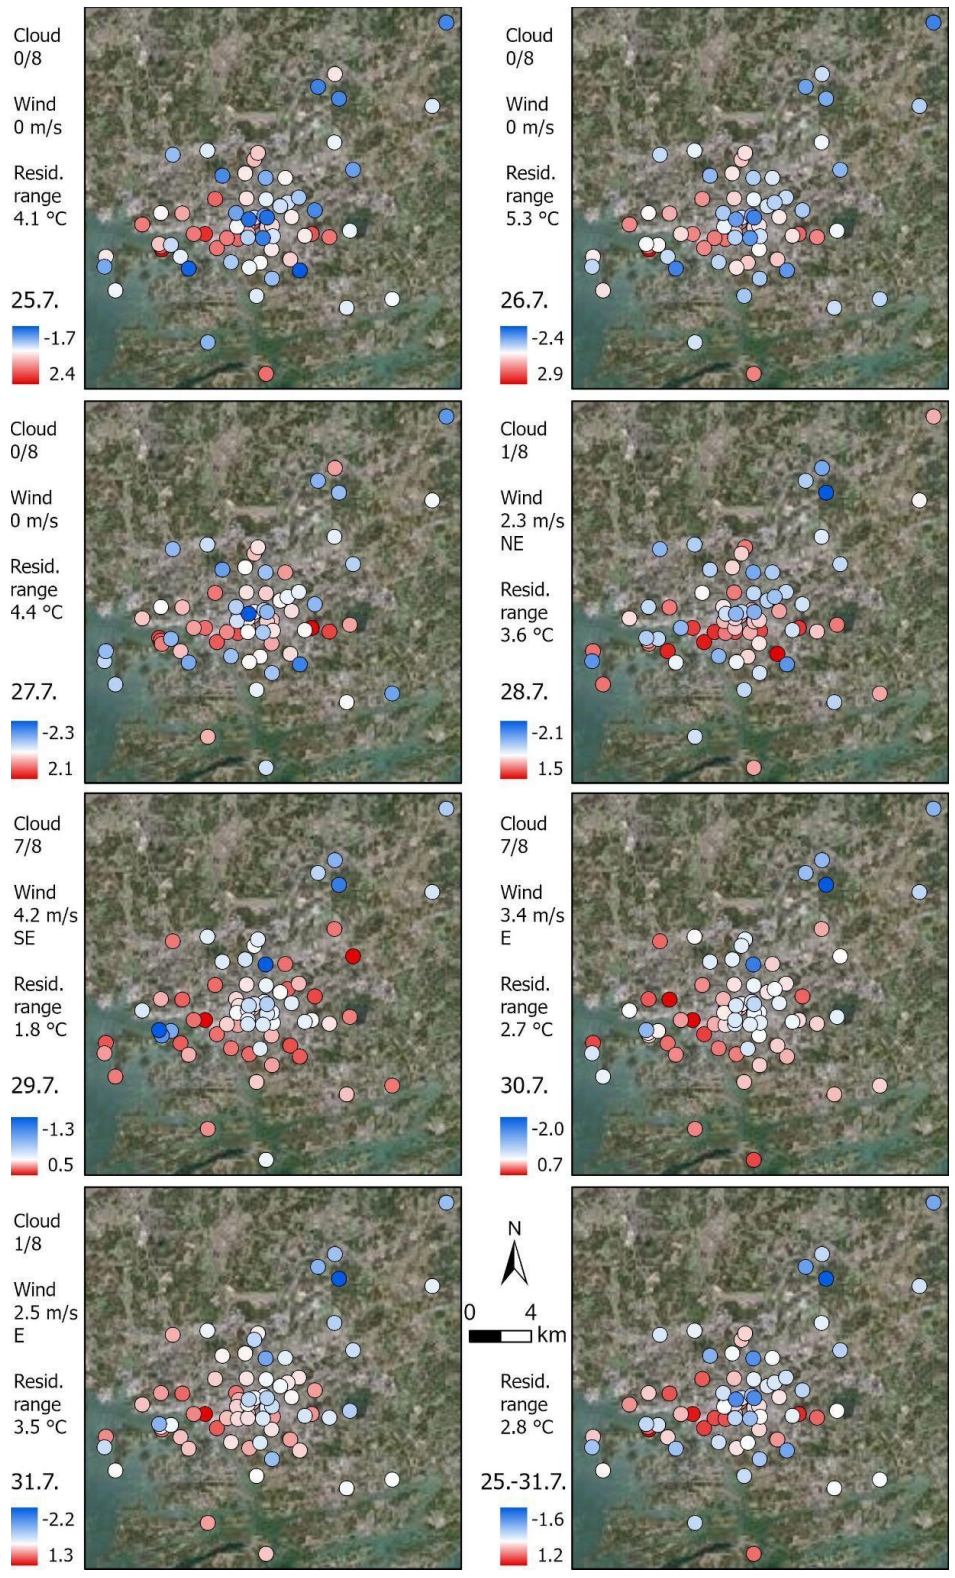 Cloud
0/8
Wind
0 m/s
Resid.
range
4.1 °C
25.7.
-1.7
2.4
Cloud
0/8
Wind
0 m/s
Resid.
range
5.3 °C
26.7.
-2.4
2.9
Cloud
0/8
Wind
0 m/s
Resid.
range
4.4 °C
27.7.
-2.3
2.1
Cloud
1/8
Wind
2.3 m/s
NE
Resid.
range
3.6 °C
28.7.
-2.1
1.5
Cloud
7/8
Wind
4.2 m/s
SE
Resid.
range
1.8 °C
29.7.
-1.3
0.5
Cloud
7/8
Wind
3.4 m/s
E
Resid.
range
2.7 °C
30.7.
-2.0
0.7
Cloud
1/8
Wind
2.5 m/s
E
Resid.
range
3.5 °C
31.7.
-2.2
1.3
N
0 4
km
Resid.
range
2.8 °C
25.-31.7.
-1.6
1.2